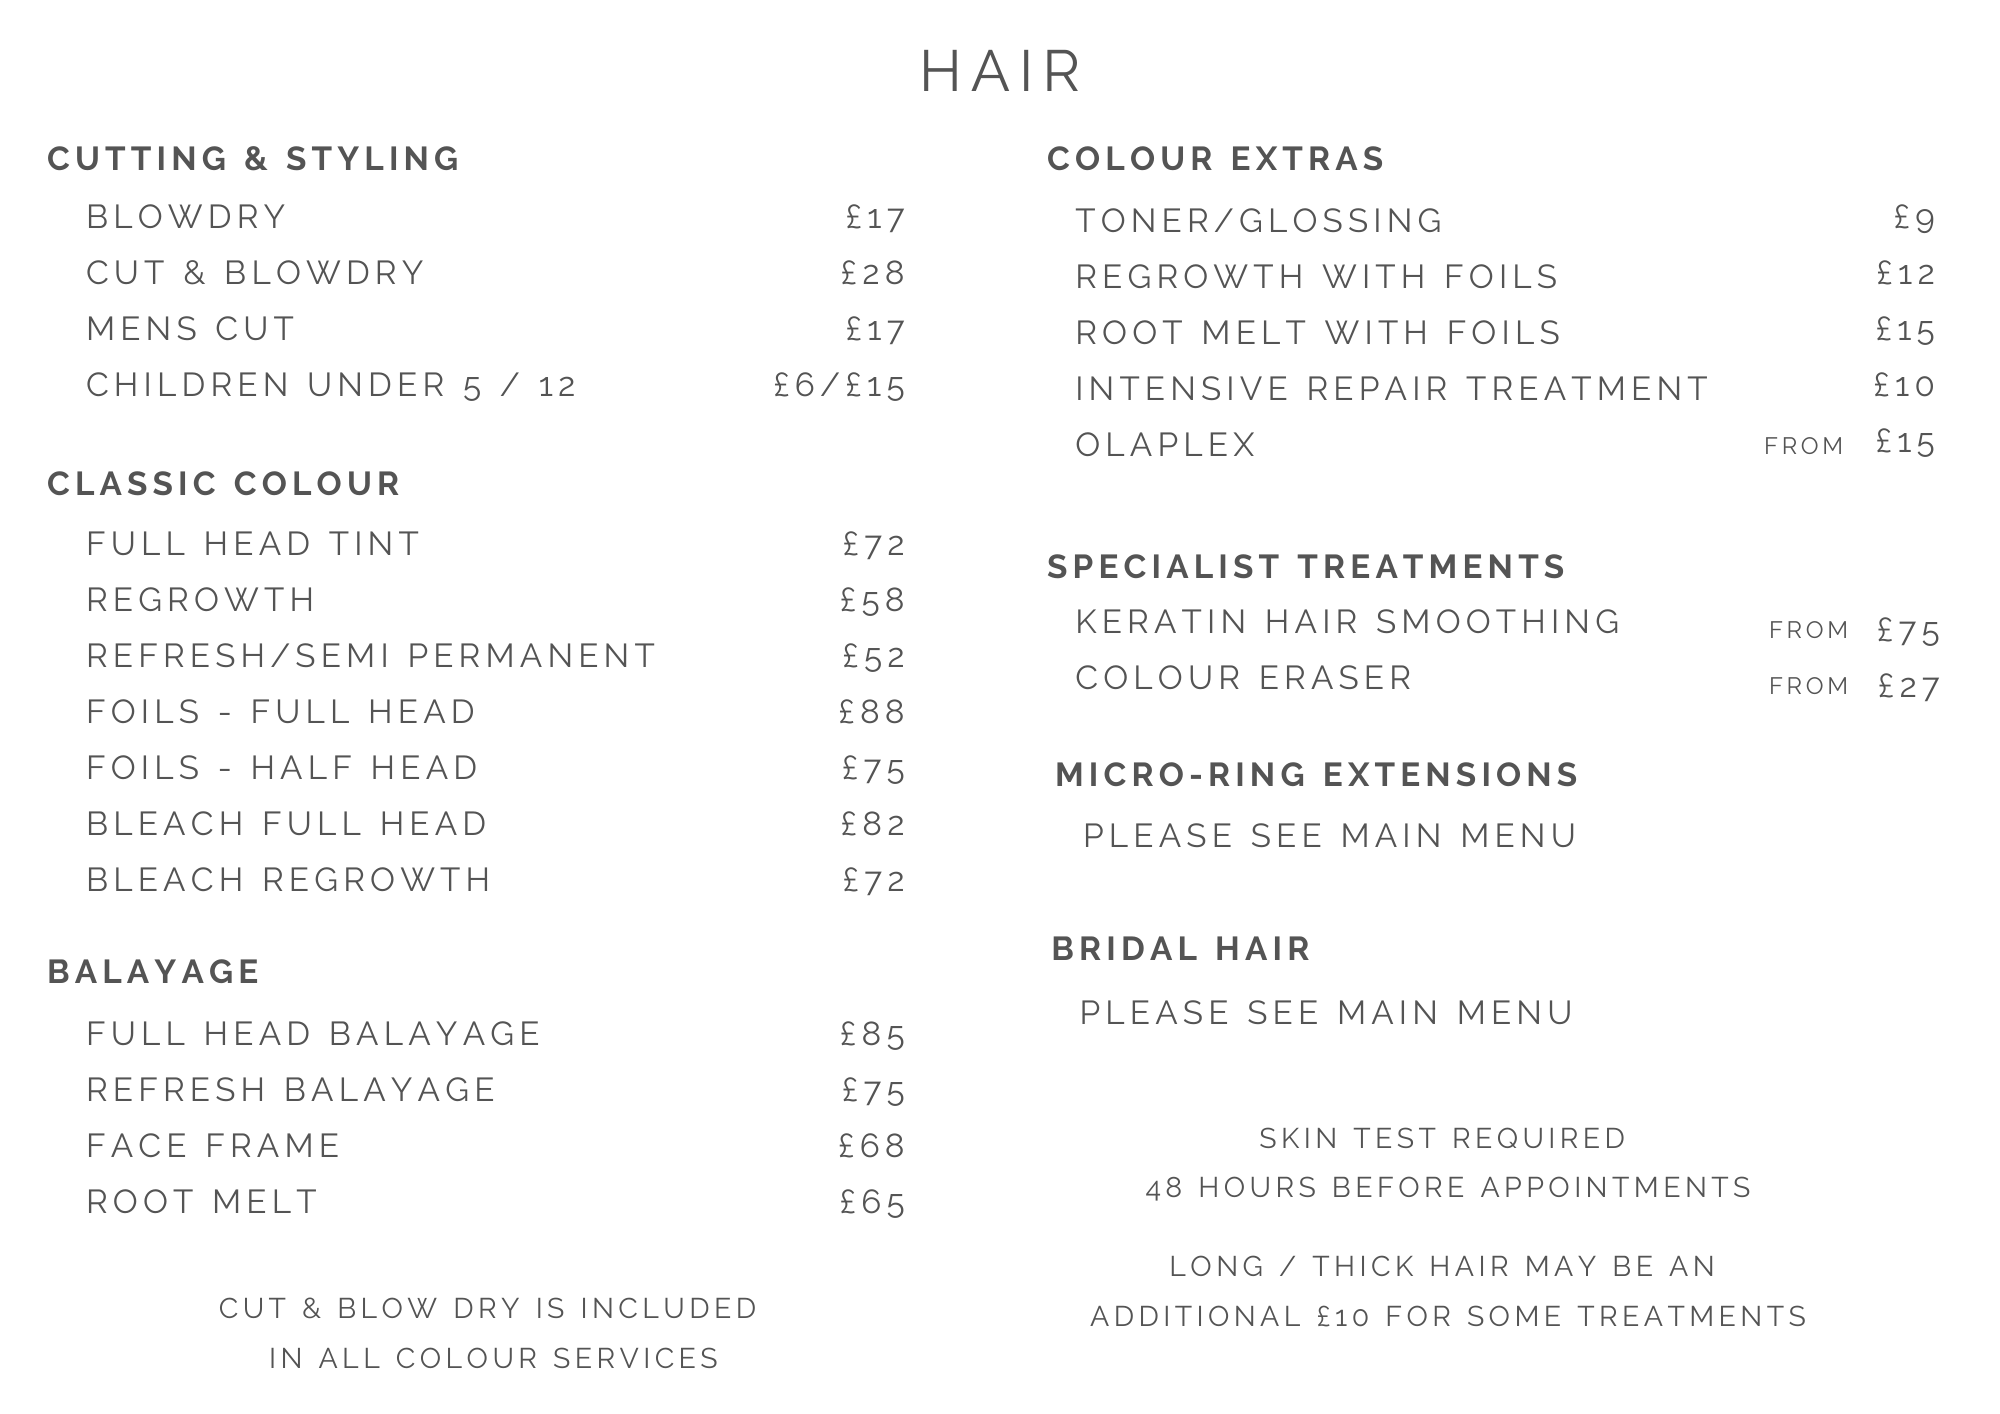 HAIR
CUTTING & STYLING
BLOWDRY £17
CUT & BLOWDRY £28
MENS CUT £17
CHILDREN UNDER 5 / 12 £6/£15
CLASSIC COLOUR
FULL HEAD TINT £72
REGROWTH £58
REFRESH/SEMI PERMANENT £52
FOILS - FULL HEAD £88
FOILS - HALF HEAD £75
BLEACH FULL HEAD £82
BLEACH REGROWTH £72
BALAYAGE
FULL HEAD BALAYAGE £85
REFRESH BALAYAGE £75
FACE FRAME £68
ROOT MELT £65
CUT & BLOW DRY IS INCLUDED
IN ALL COLOUR SERVICES
COLOUR EXTRAS
TONER/GLOSSING £9
REGROWTH WITH FOILS £12
ROOT MELT WITH FOILS £15
INTENSIVE REPAIR TREATMENT £10
OLAPLEX FROM £15
SPECIALIST TREATMENTS
KERATIN HAIR SMOOTHING FROM £75
COLOUR ERASER FROM £27
MICRO-RING EXTENSIONS
PLEASE SEE MAIN MENU
BRIDAL HAIR
PLEASE SEE MAIN MENU
SKIN TEST REQUIRED
48 HOURS BEFORE APPOINTMENTS
LONG / THICK HAIR MAY BE AN
ADDITIONAL £10 FOR SOME TREATMENTS